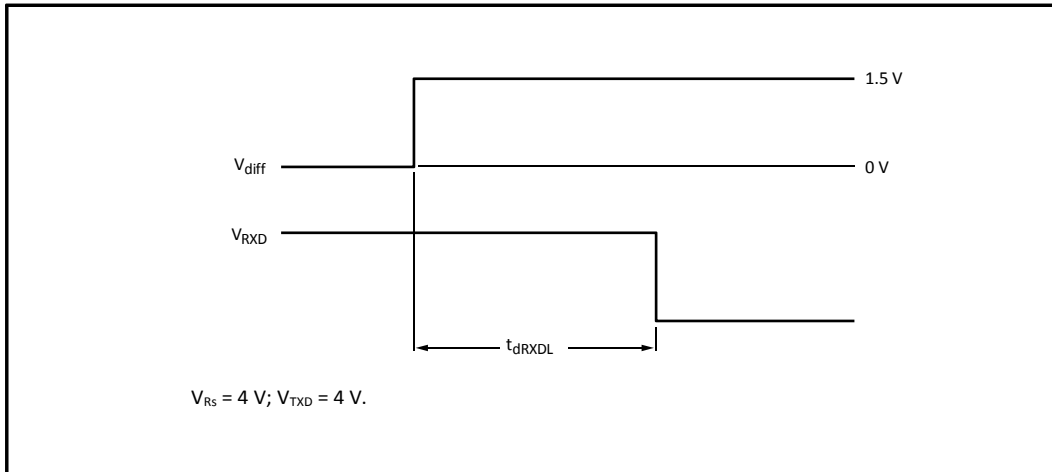 1.5 V
Vdiff
0 V
VRXD
tdRXDL
VRs = 4 V; VTXD = 4 V.